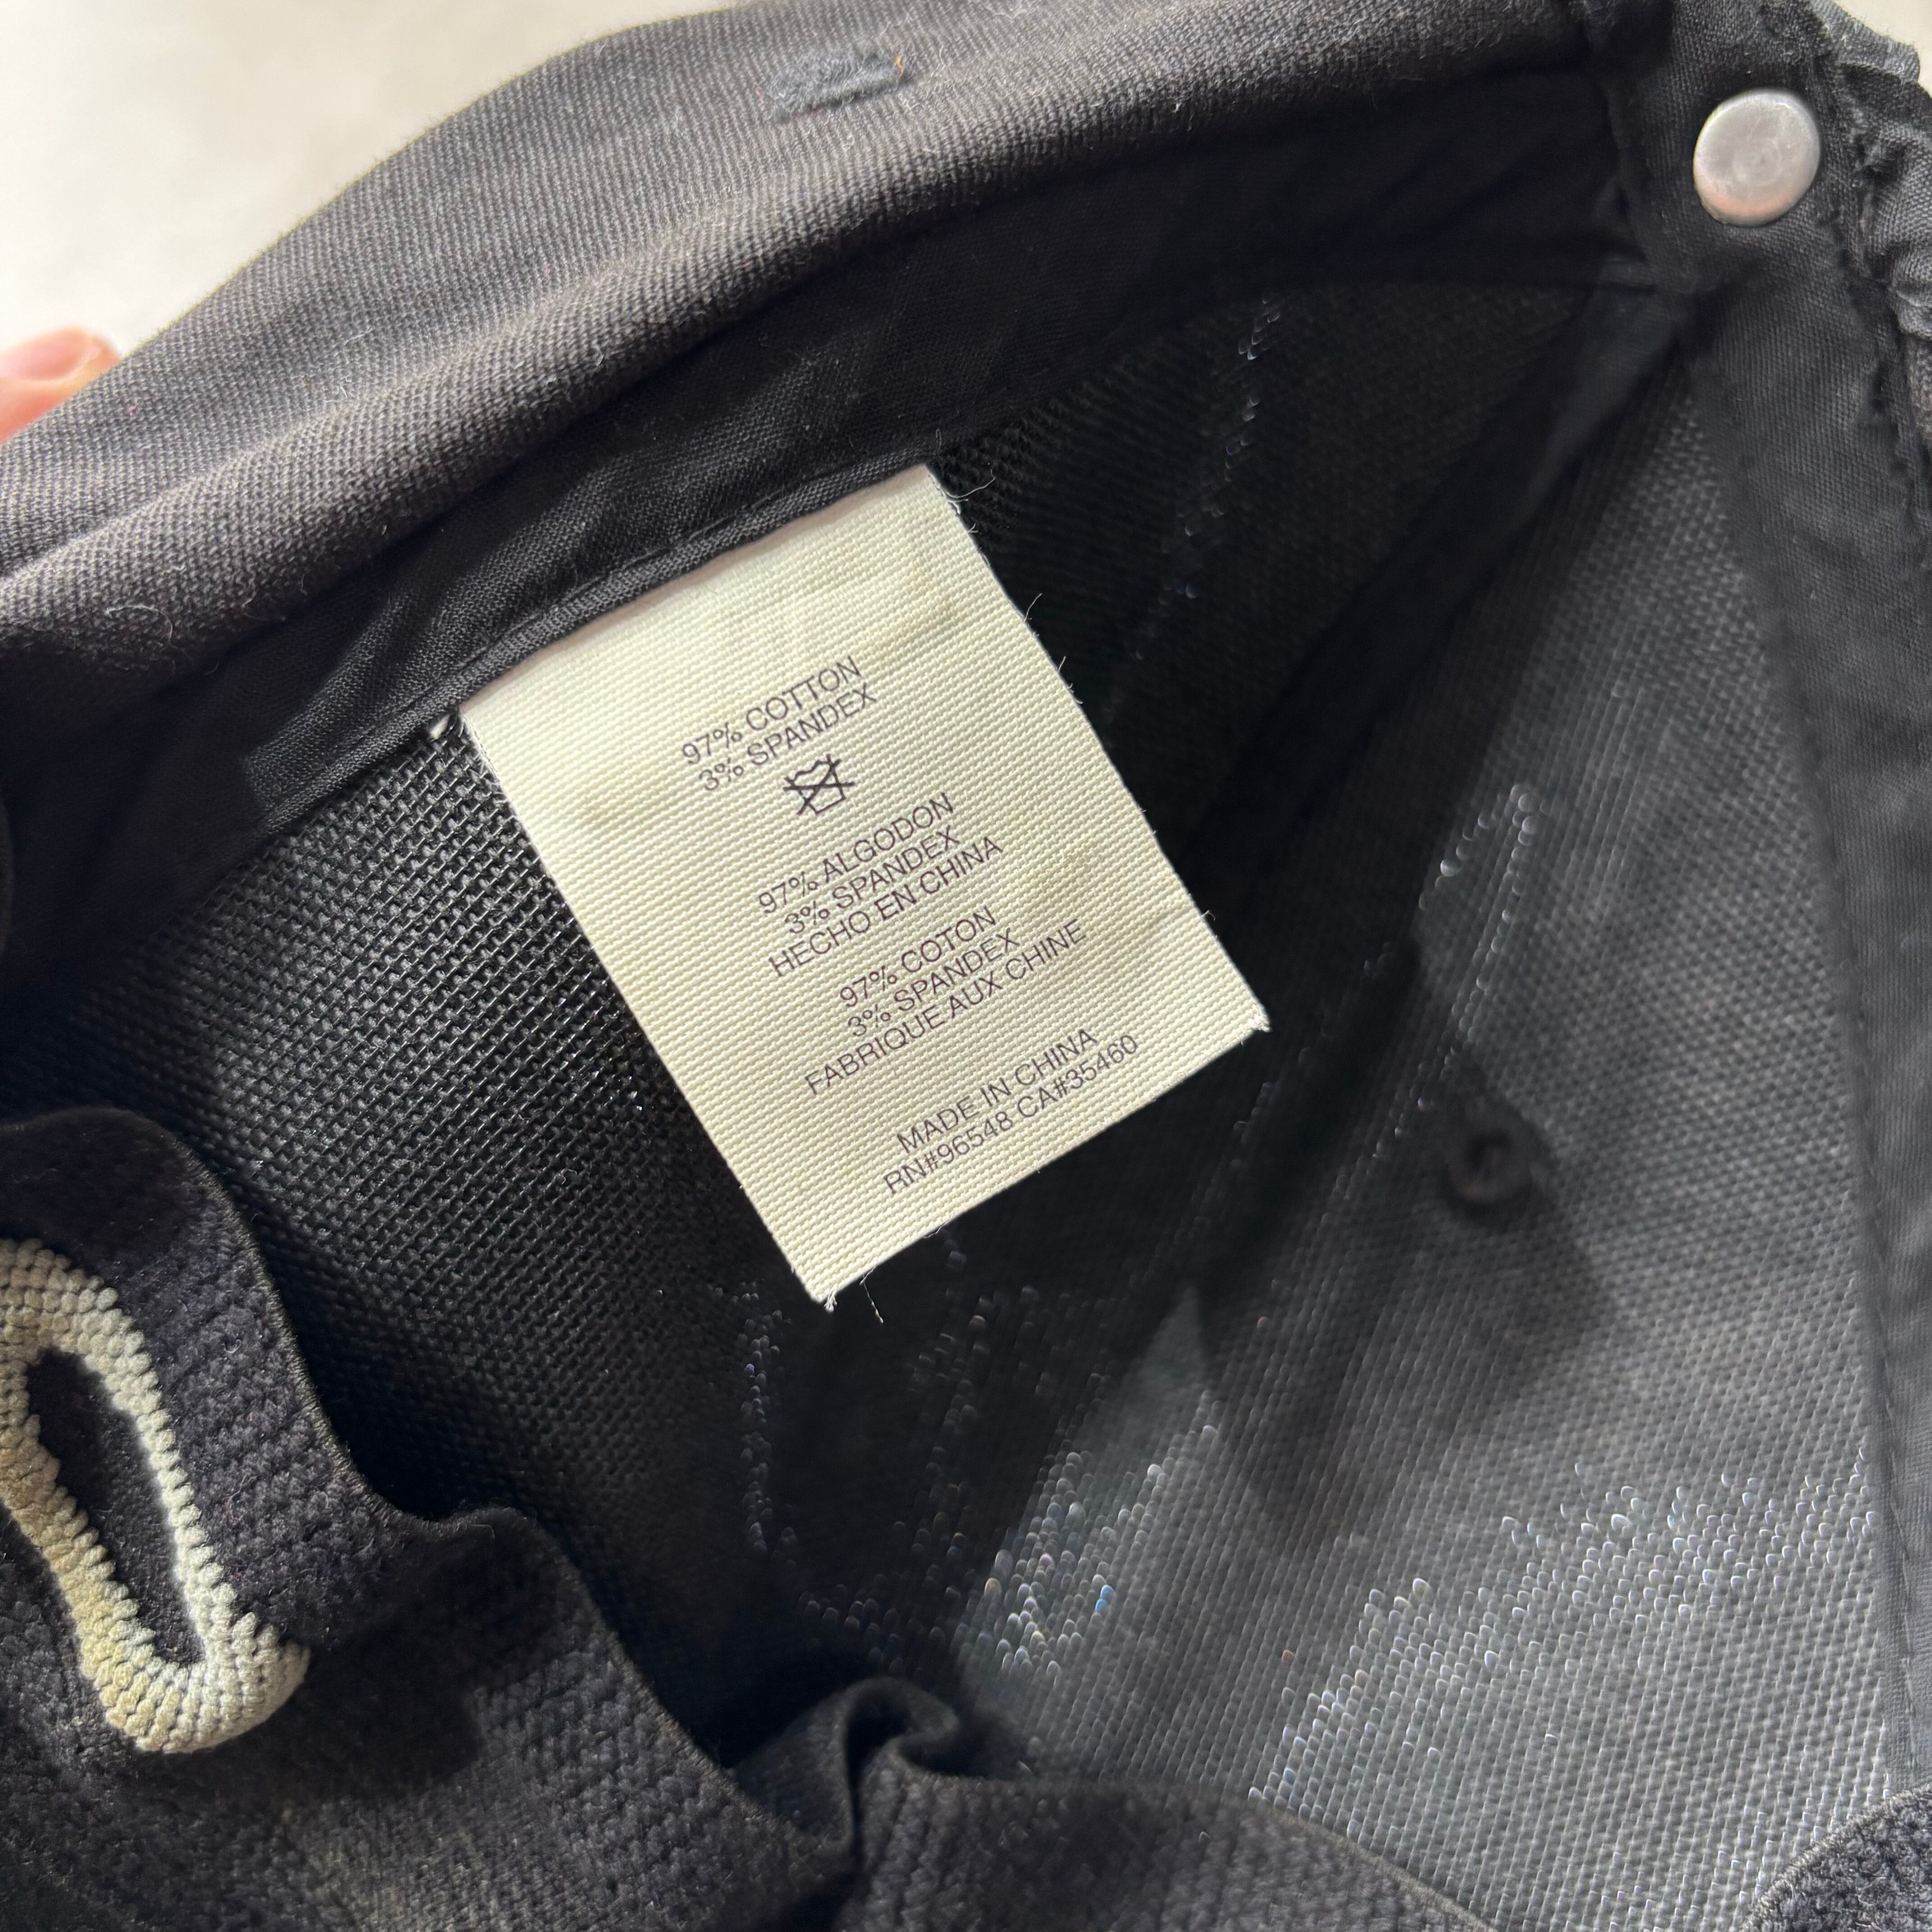 97% COTTON
3% SPANDEX
97% ALGODON
3% SPANDEX
HECHO EN CHINA
97% COTON
3% SPANDEX
FABRIQUE AUX CHINE
MADE IN CHINA
RN#96548 CA#35460